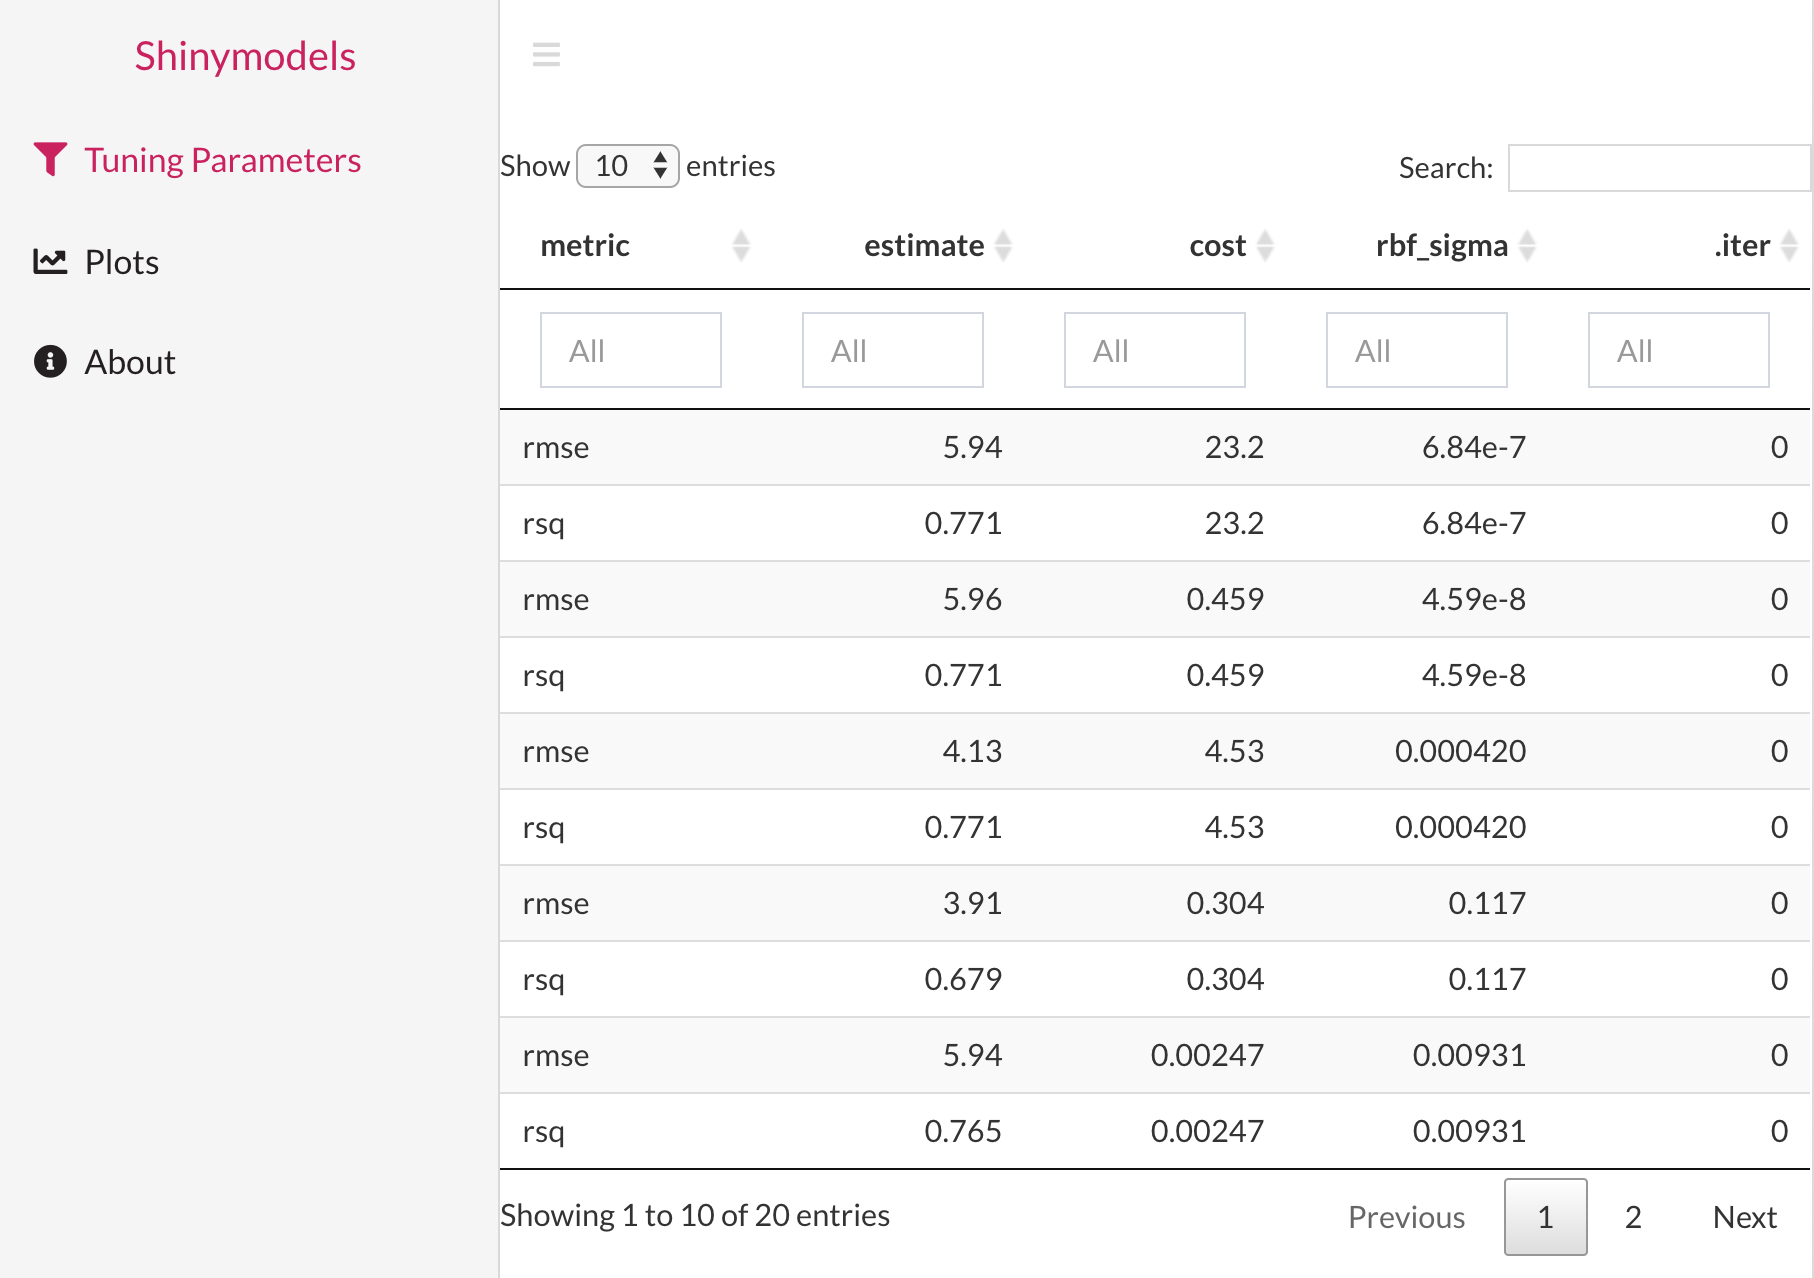 Shinymodels
Tuning Parameters
Plots
About
Show 10 entries
Search:
metric estimate cost rbf_sigma .iter
All All All All All
rmse 5.94 23.2 6.84e-7 0
rsq 0.771 23.2 6.84e-7 0
rmse 5.96 0.459 4.59e-8 0
rsq 0.771 0.459 4.59e-8 0
rmse 4.13 4.53 0.000420 0
rsq 0.771 4.53 0.000420 0
rmse 3.91 0.304 0.117 0
rsq 0.679 0.304 0.117 0
rmse 5.94 0.00247 0.00931 0
rsq 0.765 0.00247 0.00931 0
Showing 1 to 10 of 20 entries
Previous 1 2 Next